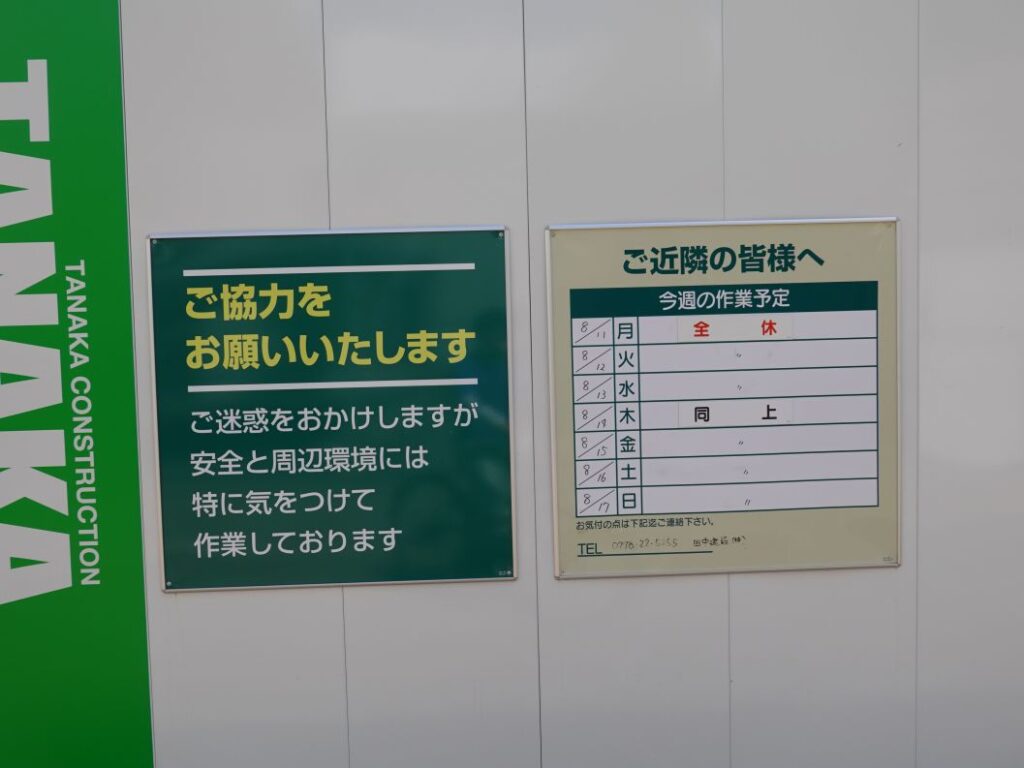 TANAKA
TANAKA CONSTRUCTION
ご協力を
お願いいたします
ご迷惑をおかけしますが
安全と周辺環境には
特に気をつけて
作業しております
ご近隣の皆様へ
今週の作業予定
8/11 月 全 休
8/12 火 〃
8/13 水 〃
8/14 木 同 上
8/15 金 〃
8/16 土 〃
8/17 日 〃
お気付の点は下記迄ご連絡下さい。
TEL 田中建設(株)